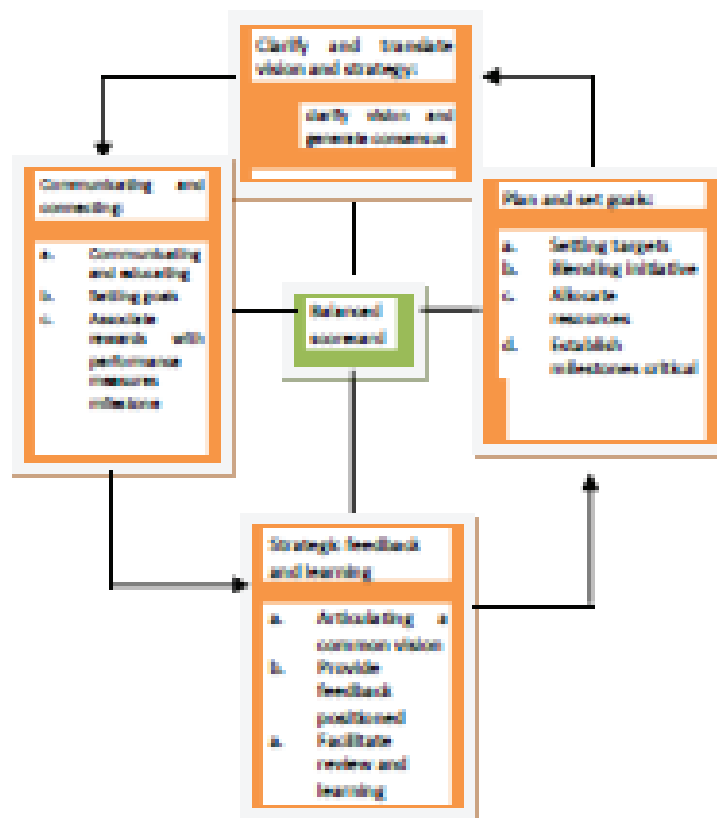 Clarify and translate
vision and strategy:
clarify vision and
generate consensus
Communicating and
connecting:
a. Communicating
and educating
b. Setting goals
c. Associate
rewards with
performance
measures
milestone
Balanced
scorecard
Plan and set goals:
a. Setting targets
b. Blending initiative
c. Allocate
resources
d. Establish
milestones critical
Strategic feedback
and learning
a. Articulating a
common vision
b. Provide
feedback
positioned
a. Facilitate
review and
learning